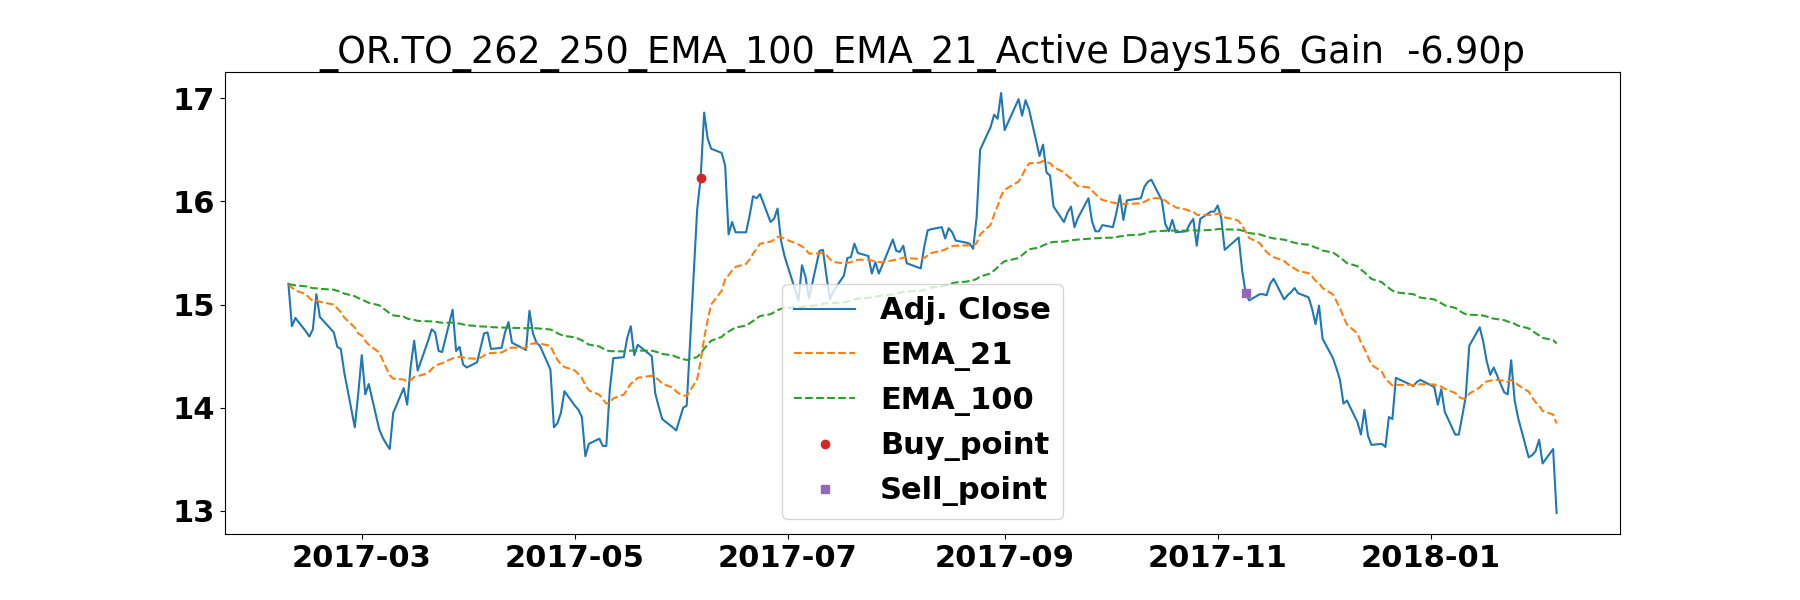 _OR.TO_262_250_EMA_100_EMA_21_Active Days156_Gain  -6.90p
17
16
15
14
13
Adj. Close
EMA_21
EMA_100
Buy_point
Sell_point
2017-03 2017-05 2017-07 2017-09 2017-11 2018-01